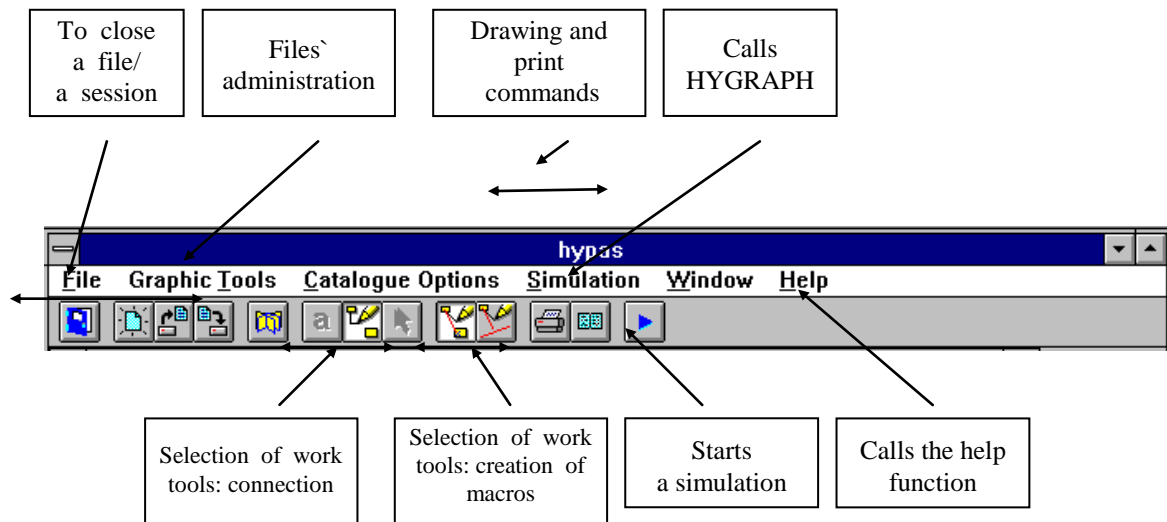 To close
a file/
a session
Files`
administration
Drawing and
print
commands
Calls
HYGRAPH
hypas
File Graphic Tools Catalogue Options Simulation Window Help
a
Selection of work
tools: connection
Selection of work
tools: creation of
macros
Starts
a simulation
Calls the help
function